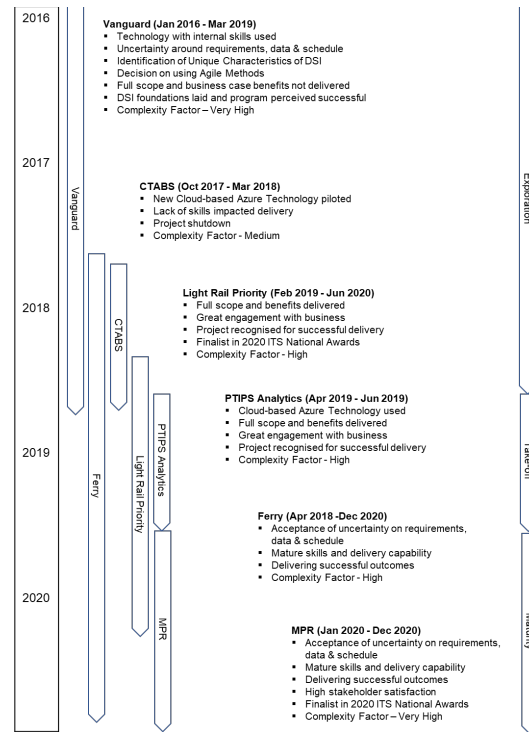 2016
Vanguard (Jan 2016 - Mar 2019)
▪ Technology with internal skills used
▪ Uncertainty around requirements, data & schedule
▪ Identification of Unique Characteristics of DSI
▪ Decision on using Agile Methods
▪ Full scope and business case benefits not delivered
▪ DSI foundations laid and program perceived successful
▪ Complexity Factor – Very High
2017
CTABS (Oct 2017 - Mar 2018)
▪ New Cloud-based Azure Technology piloted
▪ Lack of skills impacted delivery
▪ Project shutdown
▪ Complexity Factor - Medium
Vanguard
Exploration
2018
Light Rail Priority (Feb 2019 - Jun 2020)
▪ Full scope and benefits delivered
▪ Great engagement with business
▪ Project recognised for successful delivery
▪ Finalist in 2020 ITS National Awards
▪ Complexity Factor - High
CTABS
PTIPS Analytics (Apr 2019 - Jun 2019)
▪ Cloud-based Azure Technology used
▪ Full scope and benefits delivered
▪ Great engagement with business
▪ Project recognised for successful delivery
▪ Complexity Factor - High
2019
Ferry
Light Rail Priority
PTIPS Analytics
Take-off
Ferry (Apr 2018 -Dec 2020)
▪ Acceptance of uncertainty on requirements,
data & schedule
▪ Mature skills and delivery capability
▪ Delivering successful outcomes
▪ Complexity Factor - High
2020
MPR
Maturity
MPR (Jan 2020 - Dec 2020)
▪ Acceptance of uncertainty on requirements,
data & schedule
▪ Mature skills and delivery capability
▪ Delivering successful outcomes
▪ High stakeholder satisfaction
▪ Finalist in 2020 ITS National Awards
▪ Complexity Factor – Very High